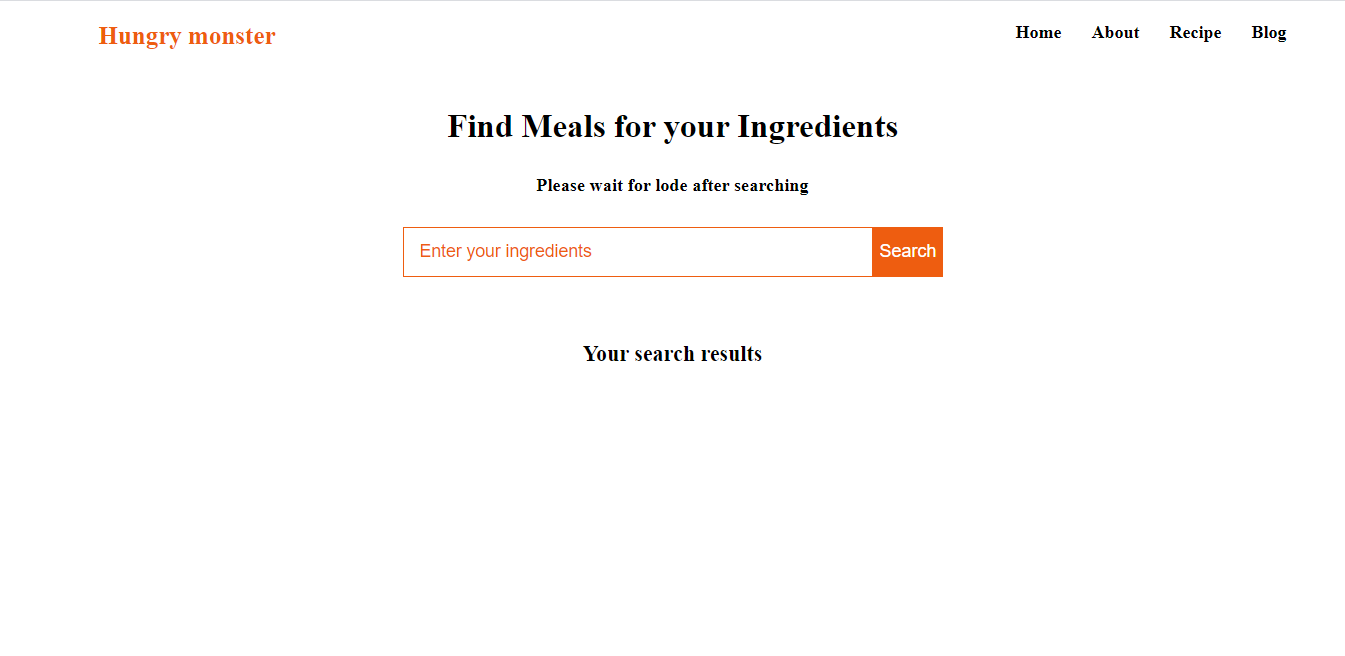 Hungry monster
Home About Recipe Blog
Find Meals for your Ingredients
Please wait for lode after searching
Enter your ingredients Search
Your search results